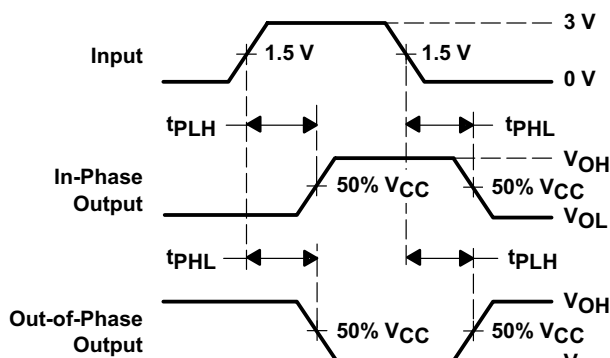 3 V
Input
1.5 V
1.5 V
0 V
tPLH
tPHL
VOH
In-Phase
Output
50% VCC
50% VCC
VOL
tPHL
tPLH
VOH
Out-of-Phase
Output
50% VCC
50% VCC